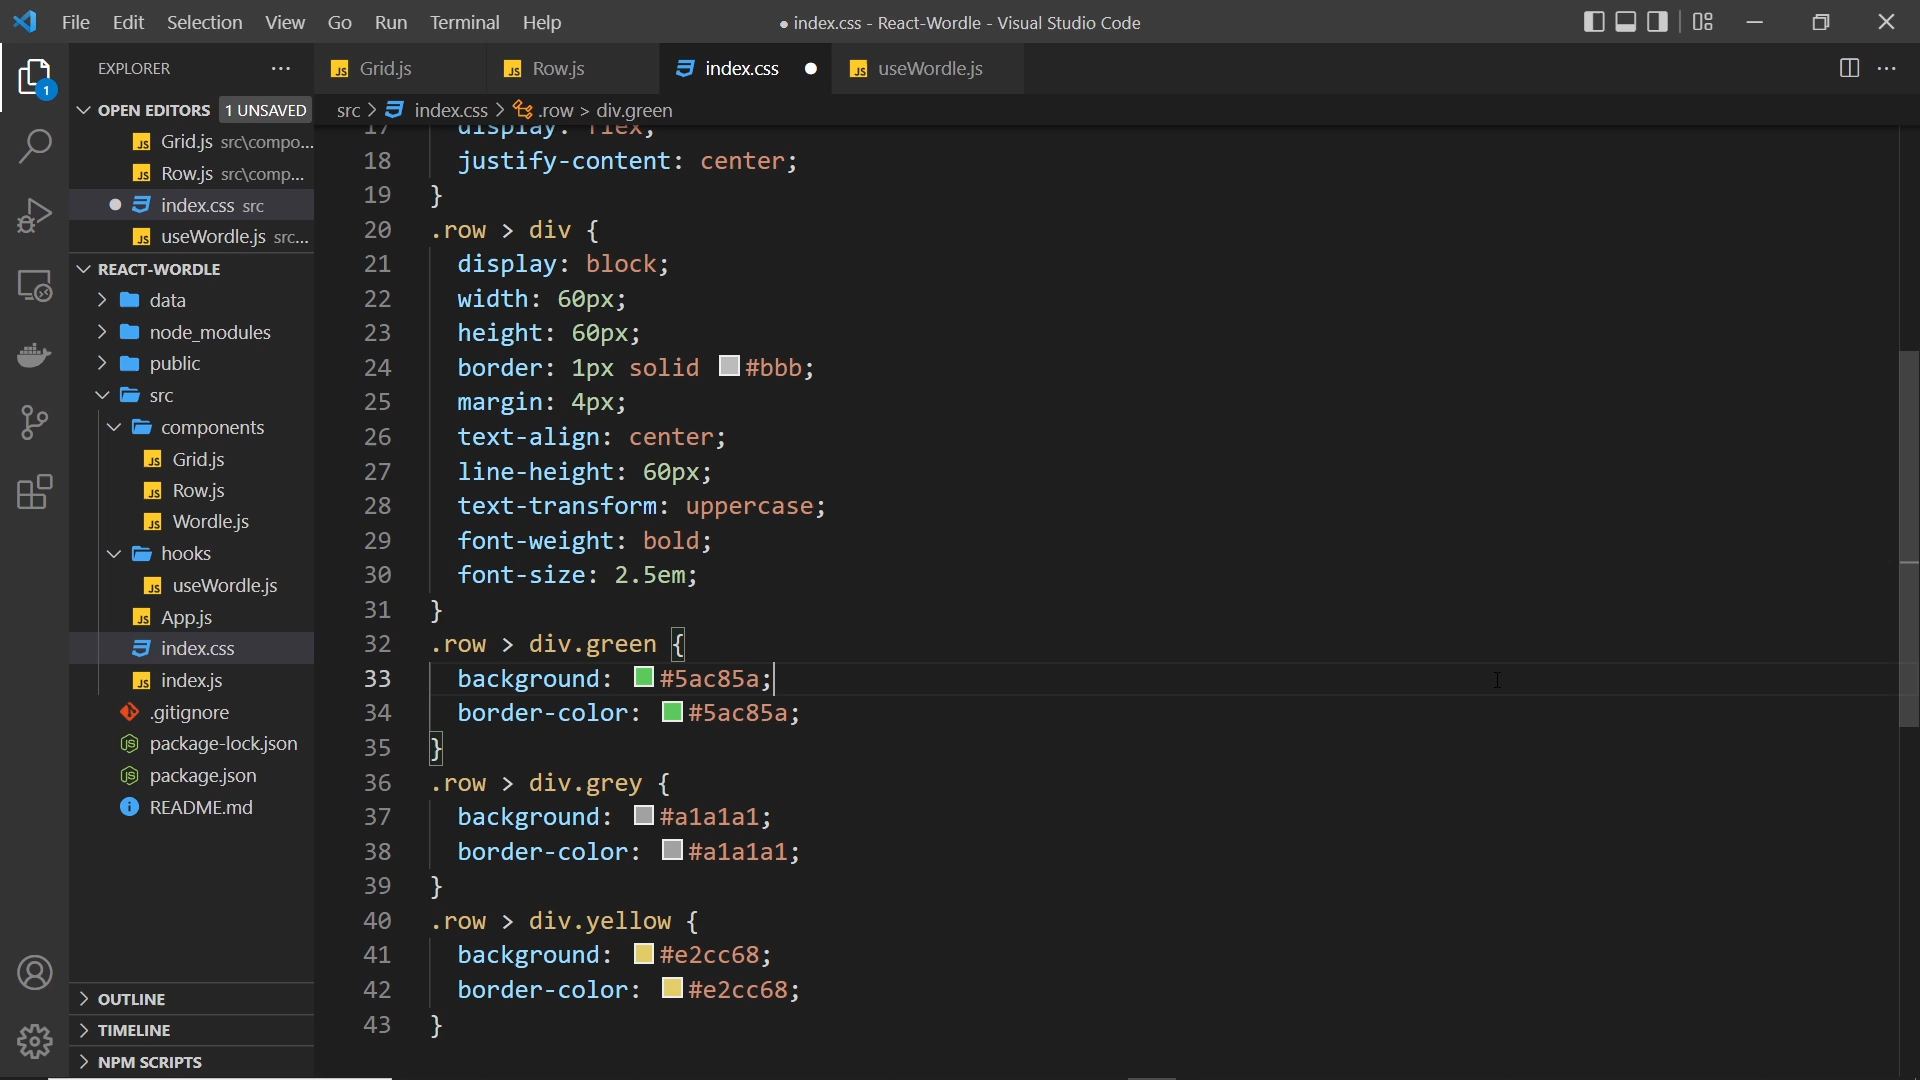 File Edit Selection View Go Run Terminal Help
● index.css - React-Wordle - Visual Studio Code
EXPLORER
Grid.js
Row.js
index.css
useWordle.js
1
OPEN EDITORS 1 UNSAVED
Grid.js src\compo...
Row.js src\comp...
index.css src
useWordle.js src...
REACT-WORDLE
data
node_modules
public
src
components
Grid.js
Row.js
Wordle.js
hooks
useWordle.js
App.js
index.css
index.js
.gitignore
package-lock.json
package.json
README.md
OUTLINE
TIMELINE
NPM SCRIPTS
src > index.css > .row > div.green
17 display: flex;
18 justify-content: center;
19 }
20 .row > div {
21 display: block;
22 width: 60px;
23 height: 60px;
24 border: 1px solid #bbb;
25 margin: 4px;
26 text-align: center;
27 line-height: 60px;
28 text-transform: uppercase;
29 font-weight: bold;
30 font-size: 2.5em;
31 }
32 .row > div.green {
33 background: #5ac85a;
34 border-color: #5ac85a;
35 }
36 .row > div.grey {
37 background: #a1a1a1;
38 border-color: #a1a1a1;
39 }
40 .row > div.yellow {
41 background: #e2cc68;
42 border-color: #e2cc68;
43 }